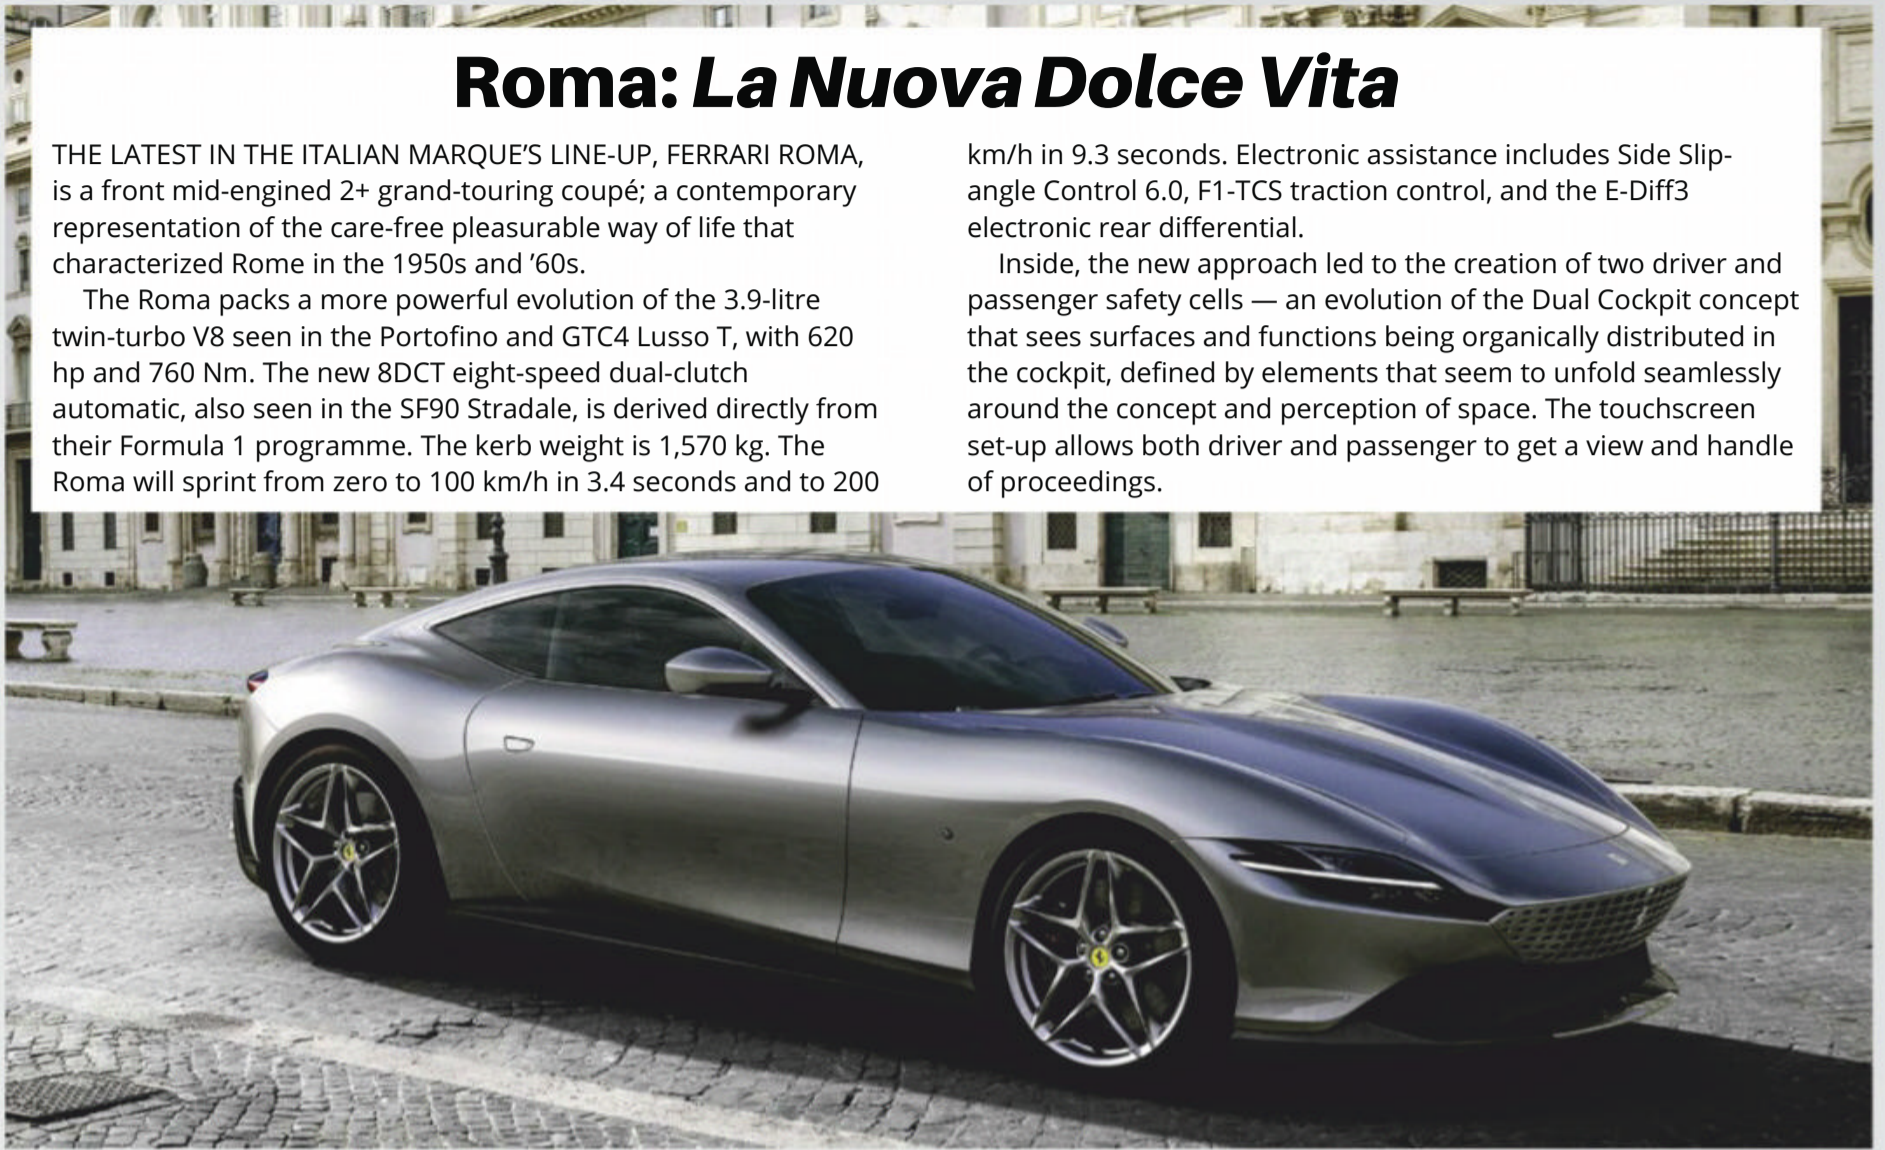 Roma: La Nuova Dolce Vita
THE LATEST IN THE ITALIAN MARQUE’S LINE-UP, FERRARI ROMA,
is a front mid-engined 2+ grand-touring coupé; a contemporary
representation of the care-free pleasurable way of life that
characterized Rome in the 1950s and ’60s.
The Roma packs a more powerful evolution of the 3.9-litre
twin-turbo V8 seen in the Portofino and GTC4 Lusso T, with 620
hp and 760 Nm. The new 8DCT eight-speed dual-clutch
automatic, also seen in the SF90 Stradale, is derived directly from
their Formula 1 programme. The kerb weight is 1,570 kg. The
Roma will sprint from zero to 100 km/h in 3.4 seconds and to 200
km/h in 9.3 seconds. Electronic assistance includes Side Slip-
angle Control 6.0, F1-TCS traction control, and the E-Diff3
electronic rear differential.
Inside, the new approach led to the creation of two driver and
passenger safety cells — an evolution of the Dual Cockpit concept
that sees surfaces and functions being organically distributed in
the cockpit, defined by elements that seem to unfold seamlessly
around the concept and perception of space. The touchscreen
set-up allows both driver and passenger to get a view and handle
of proceedings.